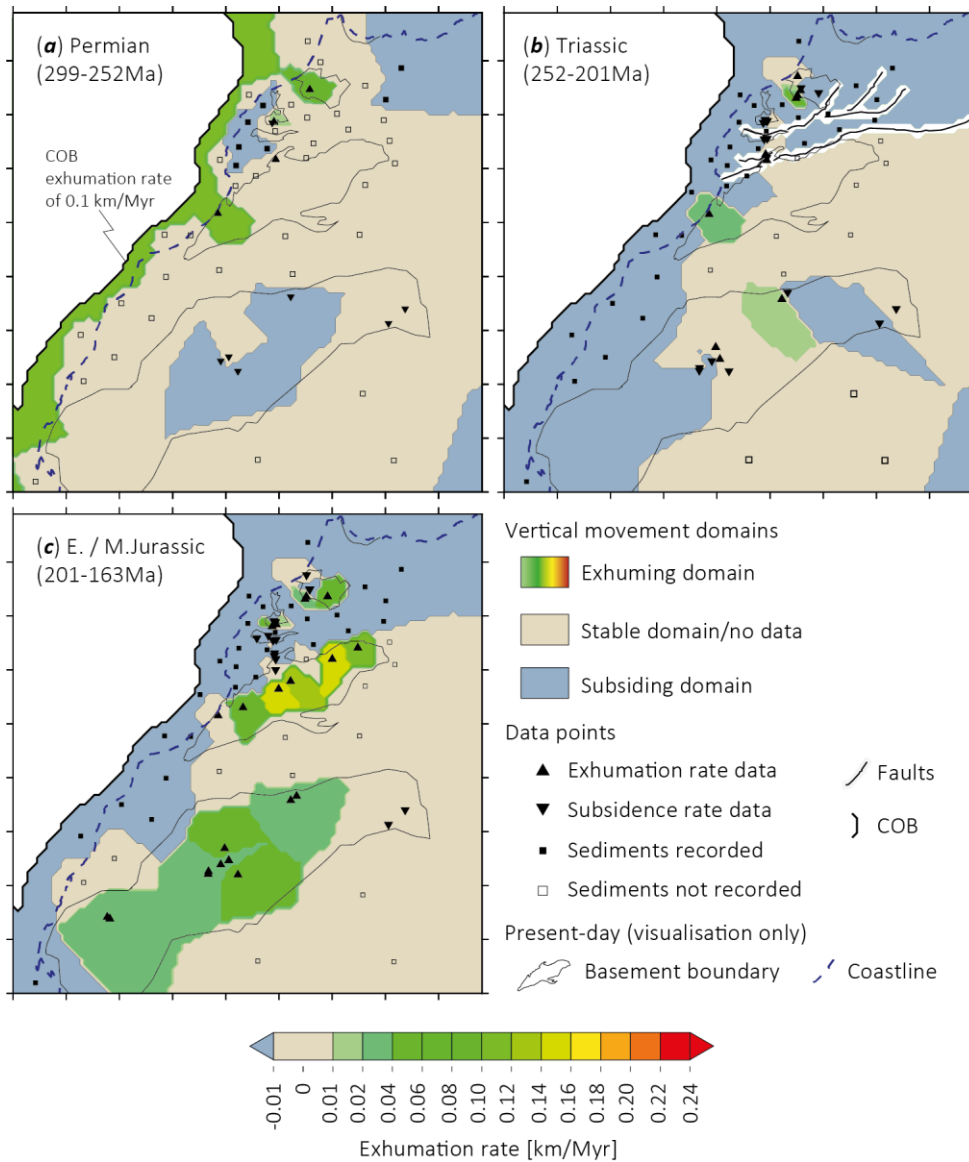 (a) Permian
(299-252Ma)
COB
exhumation rate
of 0.1 km/Myr
(b) Triassic
(252-201Ma)
(c) E. / M.Jurassic
(201-163Ma)
Vertical movement domains
Exhuming domain
Stable domain/no data
Subsiding domain
Data points
Exhumation rate data
Subsidence rate data
Sediments recorded
Sediments not recorded
Faults
COB
Present-day (visualisation only)
Basement boundary
Coastline
-0.01
0
0.01
0.02
0.04
0.06
0.08
0.10
0.12
0.14
0.16
0.18
0.20
0.22
0.24
Exhumation rate [km/Myr]